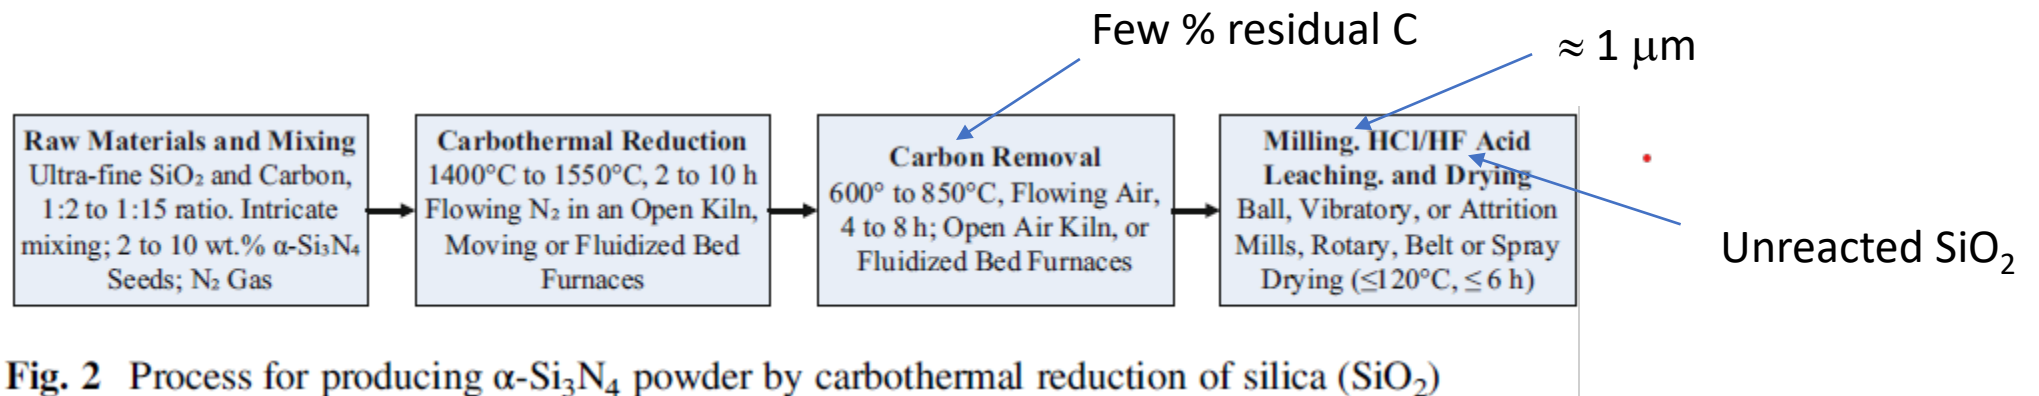 Few % residual C
≈ 1 μm
Raw Materials and Mixing
Ultra-fine SiO₂ and Carbon,
1:2 to 1:15 ratio. Intricate
mixing; 2 to 10 wt.% α-Si₃N₄
Seeds; N₂ Gas
Carbothermal Reduction
1400°C to 1550°C, 2 to 10 h
Flowing N₂ in an Open Kiln,
Moving or Fluidized Bed
Furnaces
Carbon Removal
600° to 850°C, Flowing Air,
4 to 8 h; Open Air Kiln, or
Fluidized Bed Furnaces
Milling. HCl/HF Acid
Leaching. and Drying
Ball, Vibratory, or Attrition
Mills, Rotary, Belt or Spray
Drying (≤120°C, ≤ 6 h)
Unreacted SiO₂
Fig. 2 Process for producing α-Si₃N₄ powder by carbothermal reduction of silica (SiO₂)